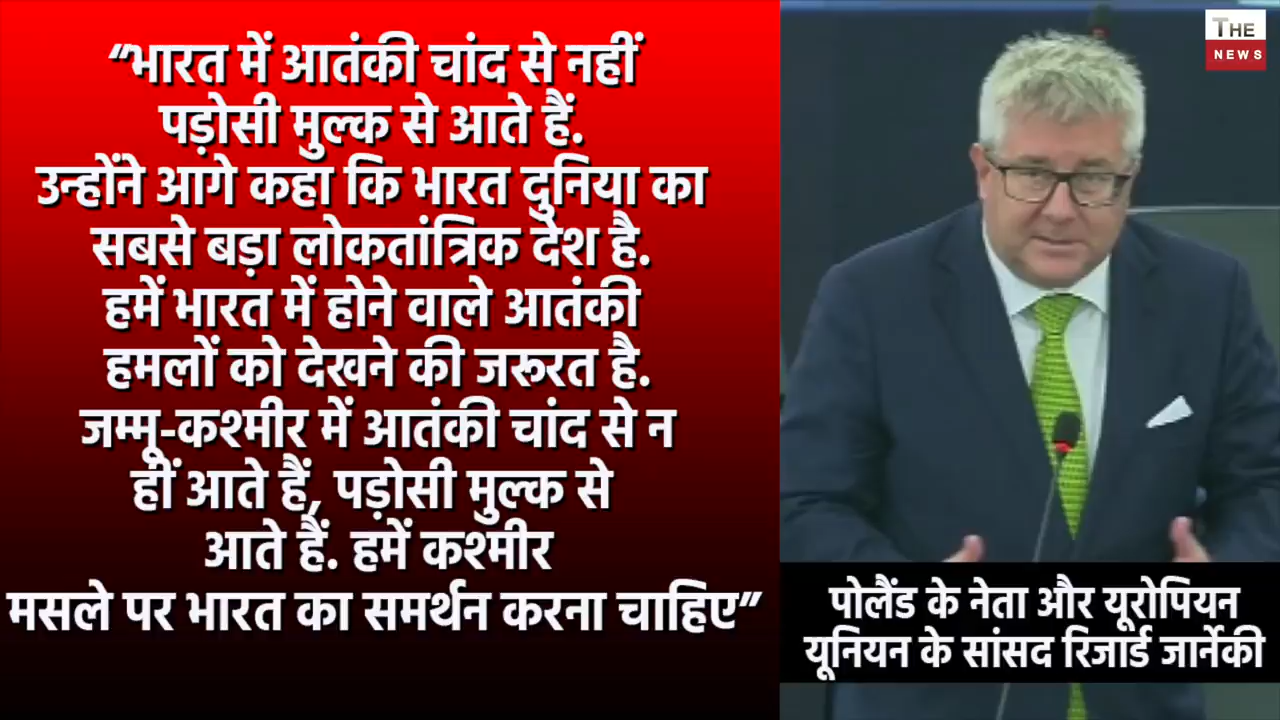 “भारत में आतंकी चांद से नहीं
पड़ोसी मुल्क से आते हैं.
उन्होंने आगे कहा कि भारत दुनिया का
सबसे बड़ा लोकतांत्रिक देश है.
हमें भारत में होने वाले आतंकी
हमलों को देखने की जरूरत है.
जम्मू-कश्मीर में आतंकी चांद से न
हीं आते हैं, पड़ोसी मुल्क से
आते हैं. हमें कश्मीर
मसले पर भारत का समर्थन करना चाहिए”
THE
NEWS
पोलैंड के नेता और यूरोपियन
यूनियन के सांसद रिजार्ड जार्नेकी